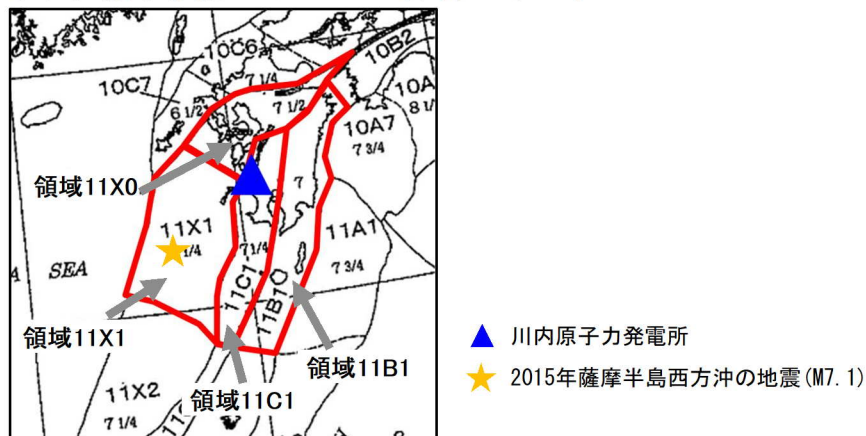 10C6
10B2
10C7
7 1/4
6 1/2
7 1/2
10A
8 1/
10A7
7 3/4
領域11X0
7
11X1
1/4
7 1/4
11A1
SEA
7 3/4
11C1
11B1
領域11X1
領域11B1
領域11C1
11X2
7 1/4
川内原子力発電所
2015年薩摩半島西方沖の地震(M7.1)